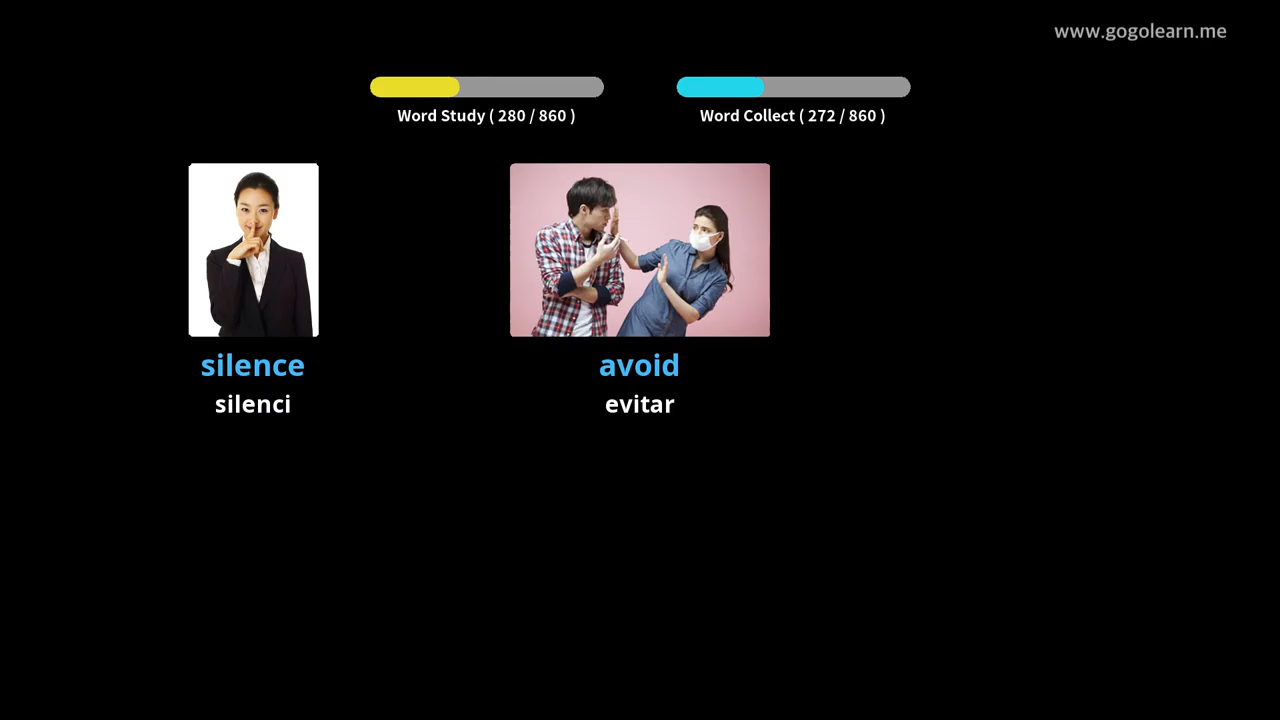 www.gogolearn.me
Word Study ( 280 / 860 )
Word Collect ( 272 / 860 )
silence
silenci
avoid
evitar